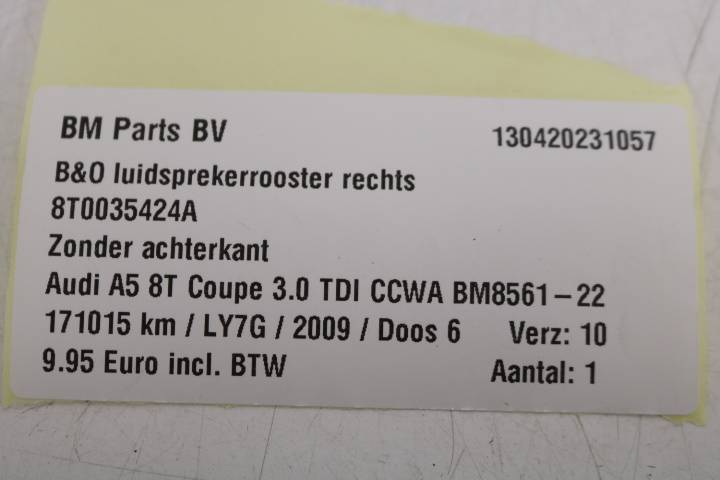 BM Parts BV 130420231057
B&O luidsprekerrooster rechts
8T0035424A
Zonder achterkant
Audi A5 8T Coupe 3.0 TDI CCWA BM8561-22
171015 km / LY7G / 2009 / Doos 6 Verz: 10
9.95 Euro incl. BTW Aantal: 1